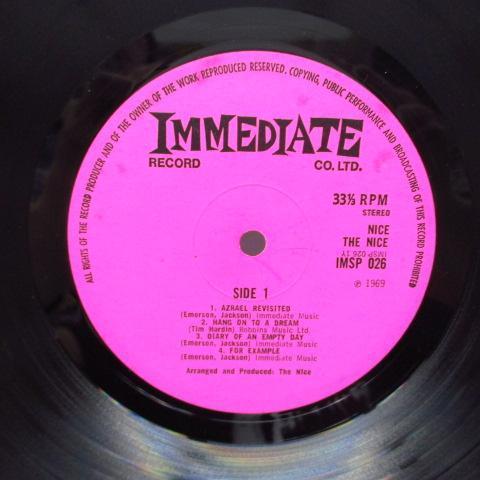 ALL RIGHTS OF THE RECORD PRODUCER AND OF THE OWNER OF THE WORK REPRODUCED RESERVED. COPYING, PUBLIC PERFORMANCE AND BROADCASTING OF THIS RECORD PROHIBITED
IMMEDIATE
RECORD CO. LTD.
33⅓ RPM
STEREO
NICE
THE NICE
IMSP 026 1Y
IMSP 026
SIDE 1
℗ 1969
1. AZRAEL REVISITED
(Emerson, Jackson) Immediate Music
2. HANG ON TO A DREAM
(Tim Hardin) Robbins Music Ltd.
3. DIARY OF AN EMPTY DAY
(Emerson, Jackson) Immediate Music
4. FOR EXAMPLE
(Emerson, Jackson) Immediate Music
Arranged and Produced: The Nice